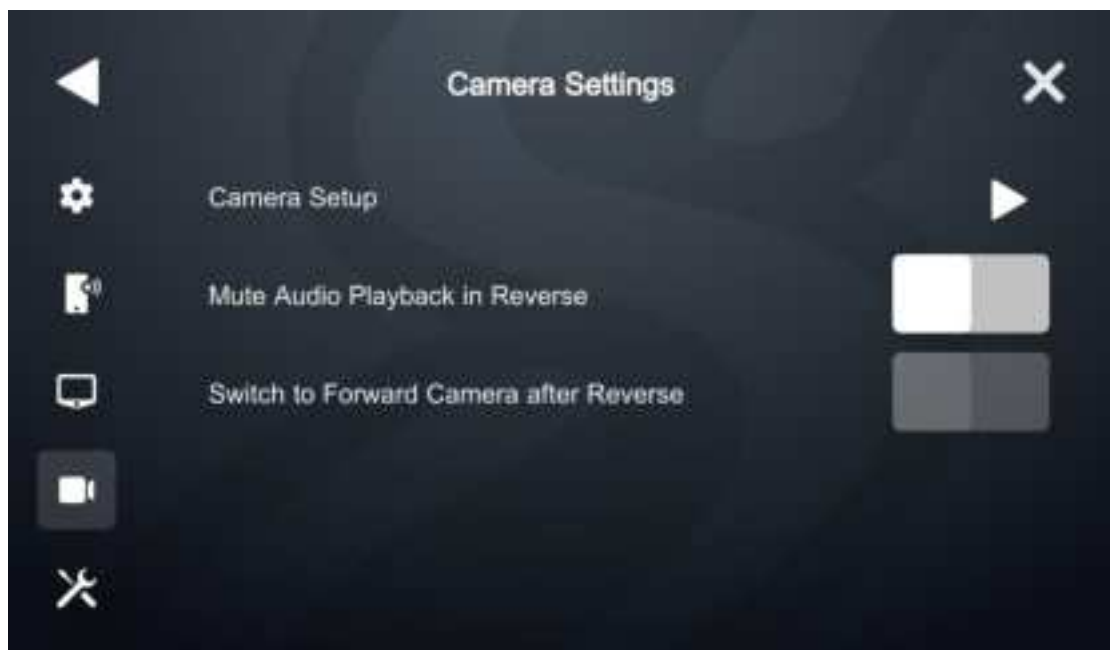 Camera Settings
Camera Setup
Mute Audio Playback in Reverse
Switch to Forward Camera after Reverse